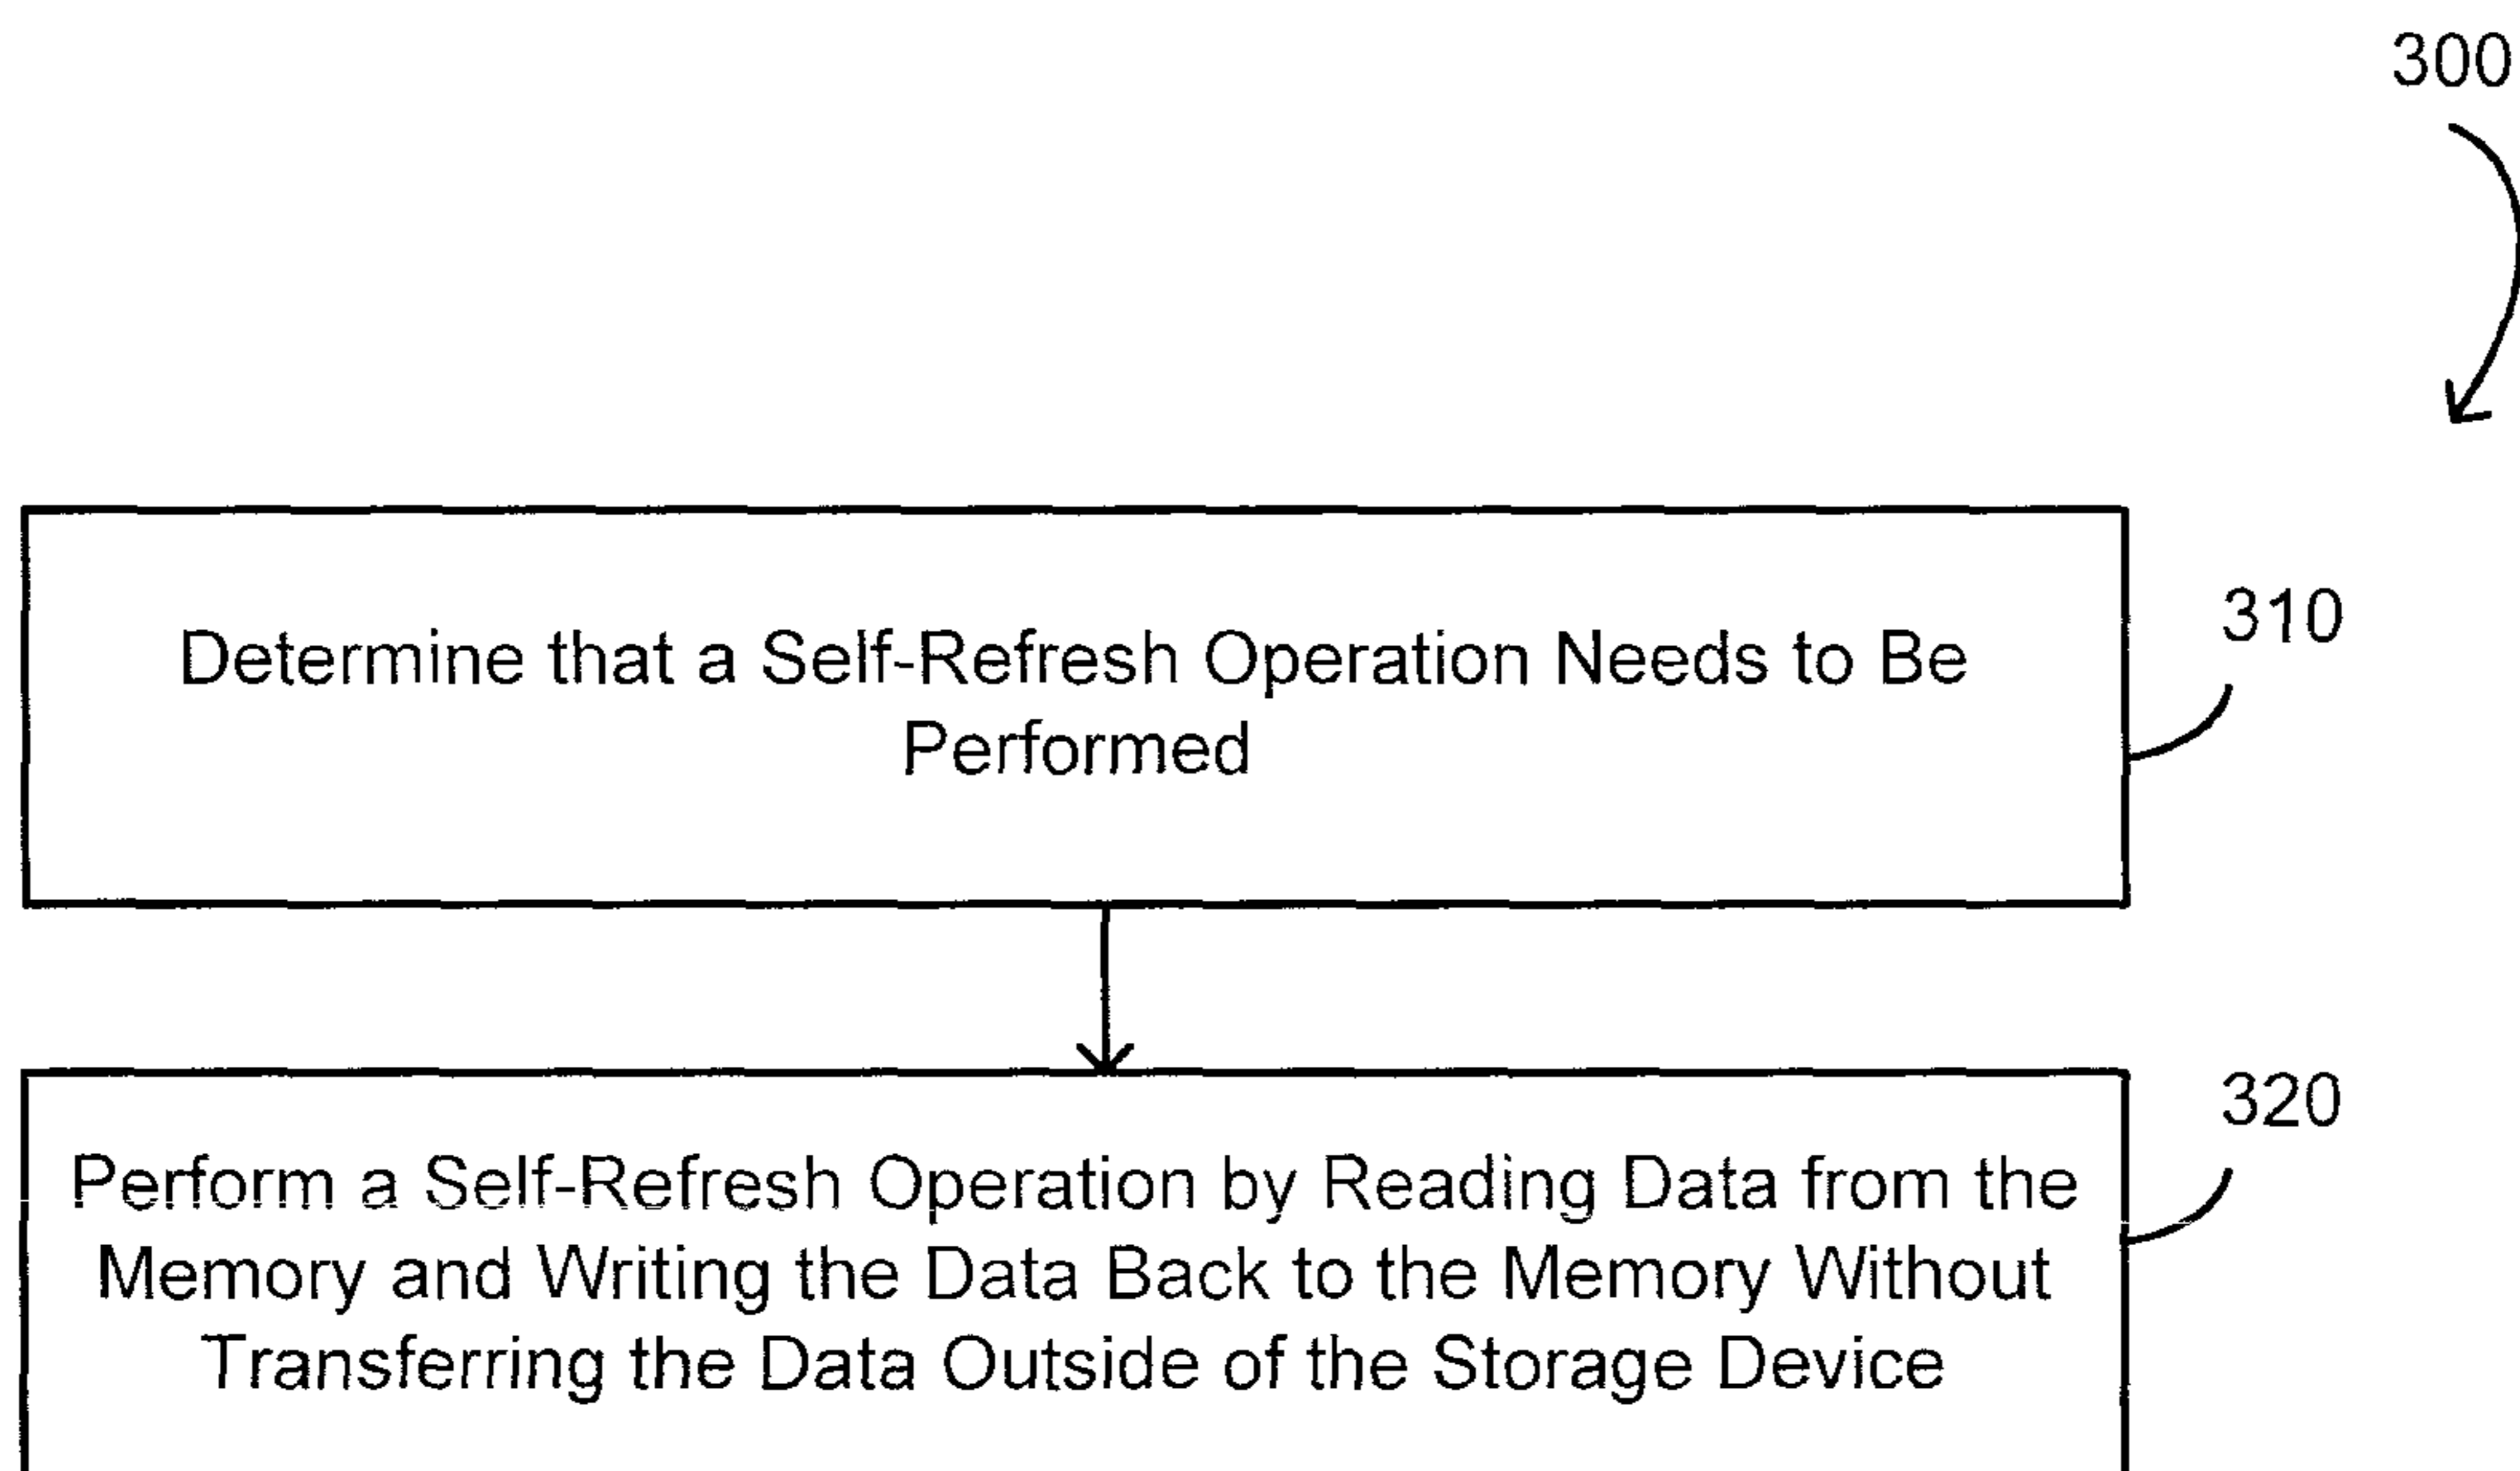 300
310
Determine that a Self-Refresh Operation Needs to Be
Performed
320
Perform a Self-Refresh Operation by Reading Data from the
Memory and Writing the Data Back to the Memory Without
Transferring the Data Outside of the Storage Device